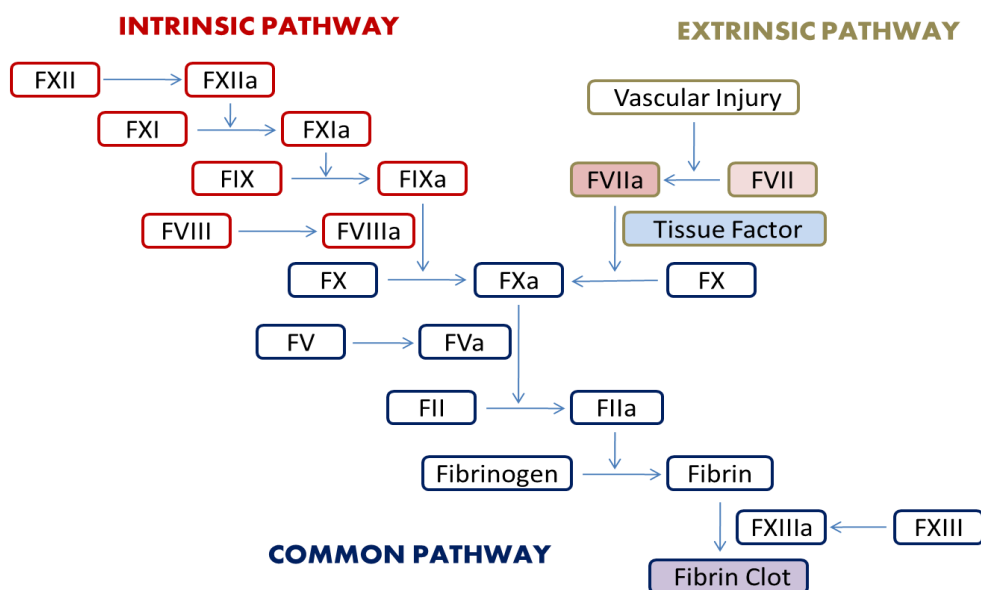 INTRINSIC PATHWAY
EXTRINSIC PATHWAY
FXII
FXIIa
Vascular Injury
FXI
FXIa
FIX
FIXa
FVIIa
FVII
FVIII
FVIIIa
Tissue Factor
FX
FXa
FX
FV
FVa
FII
FIIa
Fibrinogen
Fibrin
FXIIIa
FXIII
COMMON PATHWAY
Fibrin Clot